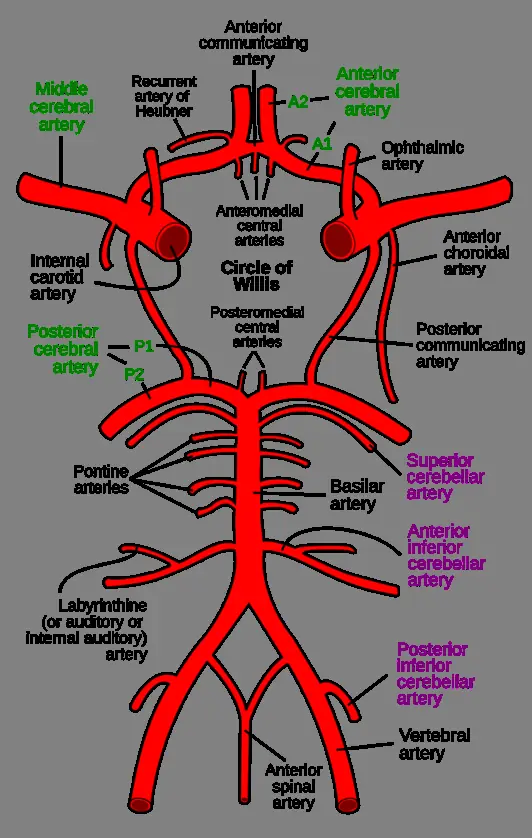 Anterior
communicating
artery
Recurrent
artery of
Heubner
Middle
cerebral
artery
A2
Anterior
cerebral
artery
A1
Ophthalmic
artery
Anteromedial
central
arteries
Internal
carotid
artery
Circle of
Willis
Anterior
choroidal
artery
Posteromedial
central
arteries
Posterior
cerebral
artery
P1
P2
Posterior
communicating
artery
Pontine
arteries
Basilar
artery
Superior
cerebellar
artery
Anterior
inferior
cerebellar
artery
Labyrinthine
(or auditory or
internal auditory)
artery
Posterior
inferior
cerebellar
artery
Vertebral
artery
Anterior
spinal
artery